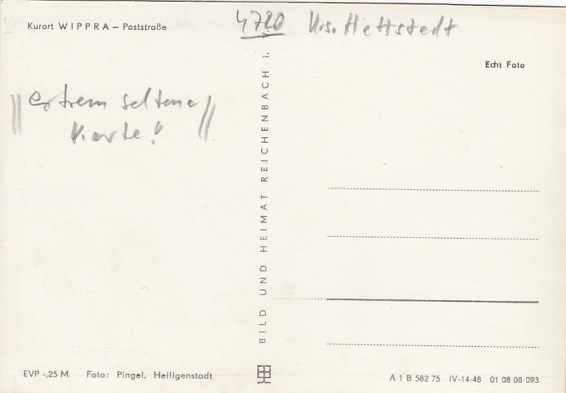 Kurort WIPPRA – Poststraße
4720 Krs. Hettstedt
Echt Foto
//extrem seltene//
Karte!
BILD UND HEIMAT REICHENBACH i.
EVP -,25 M Foto: Pingel, Heiligenstadt
A 1 B 582 75 IV-14-48 01 08 08 093